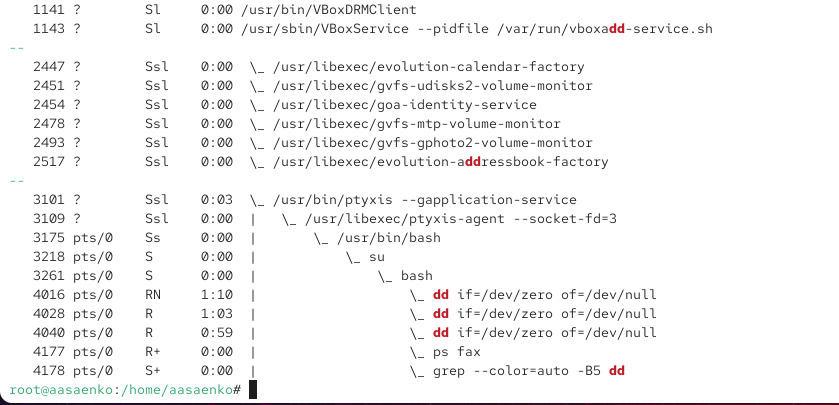 1141 ?        Sl     0:00 /usr/bin/VBoxDRMClient
1143 ?        Sl     0:00 /usr/sbin/VBoxService --pidfile /var/run/vboxadd-service.sh
--
2447 ?        Ssl    0:00  \_ /usr/libexec/evolution-calendar-factory
2451 ?        Ssl    0:00  \_ /usr/libexec/gvfs-udisks2-volume-monitor
2454 ?        Ssl    0:00  \_ /usr/libexec/goa-identity-service
2478 ?        Ssl    0:00  \_ /usr/libexec/gvfs-mtp-volume-monitor
2493 ?        Ssl    0:00  \_ /usr/libexec/gvfs-gphoto2-volume-monitor
2517 ?        Ssl    0:00  \_ /usr/libexec/evolution-addressbook-factory
--
3101 ?        Ssl    0:03  \_ /usr/bin/ptyxis --gapplication-service
3109 ?        Ssl    0:00  |   \_ /usr/libexec/ptyxis-agent --socket-fd=3
3175 pts/0    Ss     0:00  |       \_ /usr/bin/bash
3218 pts/0    S      0:00  |           \_ su
3261 pts/0    S      0:00  |               \_ bash
4016 pts/0    RN     1:10  |                   \_ dd if=/dev/zero of=/dev/null
4028 pts/0    R      1:03  |                   \_ dd if=/dev/zero of=/dev/null
4040 pts/0    R      0:59  |                   \_ dd if=/dev/zero of=/dev/null
4177 pts/0    R+     0:00  |                   \_ ps fax
4178 pts/0    S+     0:00  |                   \_ grep --color=auto -B5 dd
root@aasaenko:/home/aasaenko#